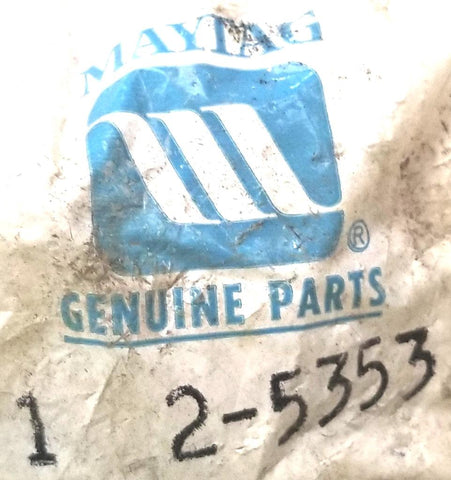 MAYTAG
®
GENUINE PARTS
1 2-5353